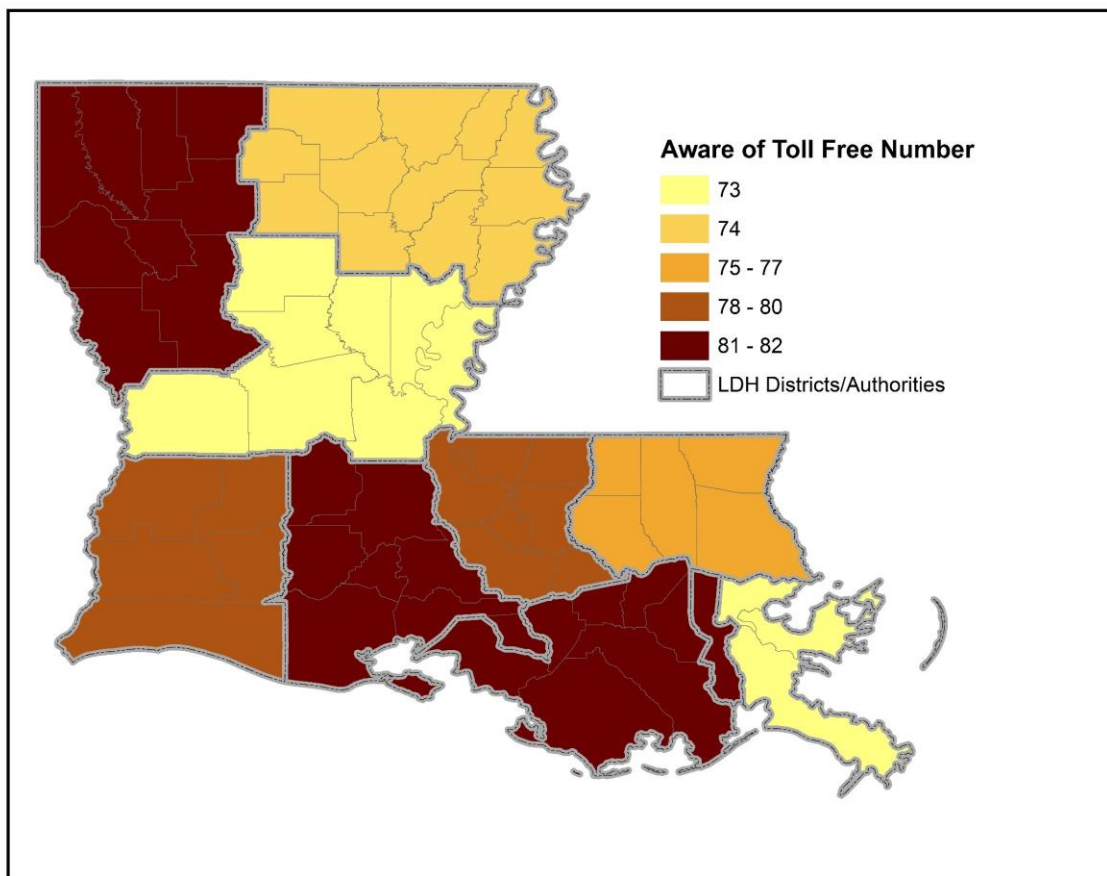 Aware of Toll Free Number
73
74
75 - 77
78 - 80
81 - 82
LDH Districts/Authorities